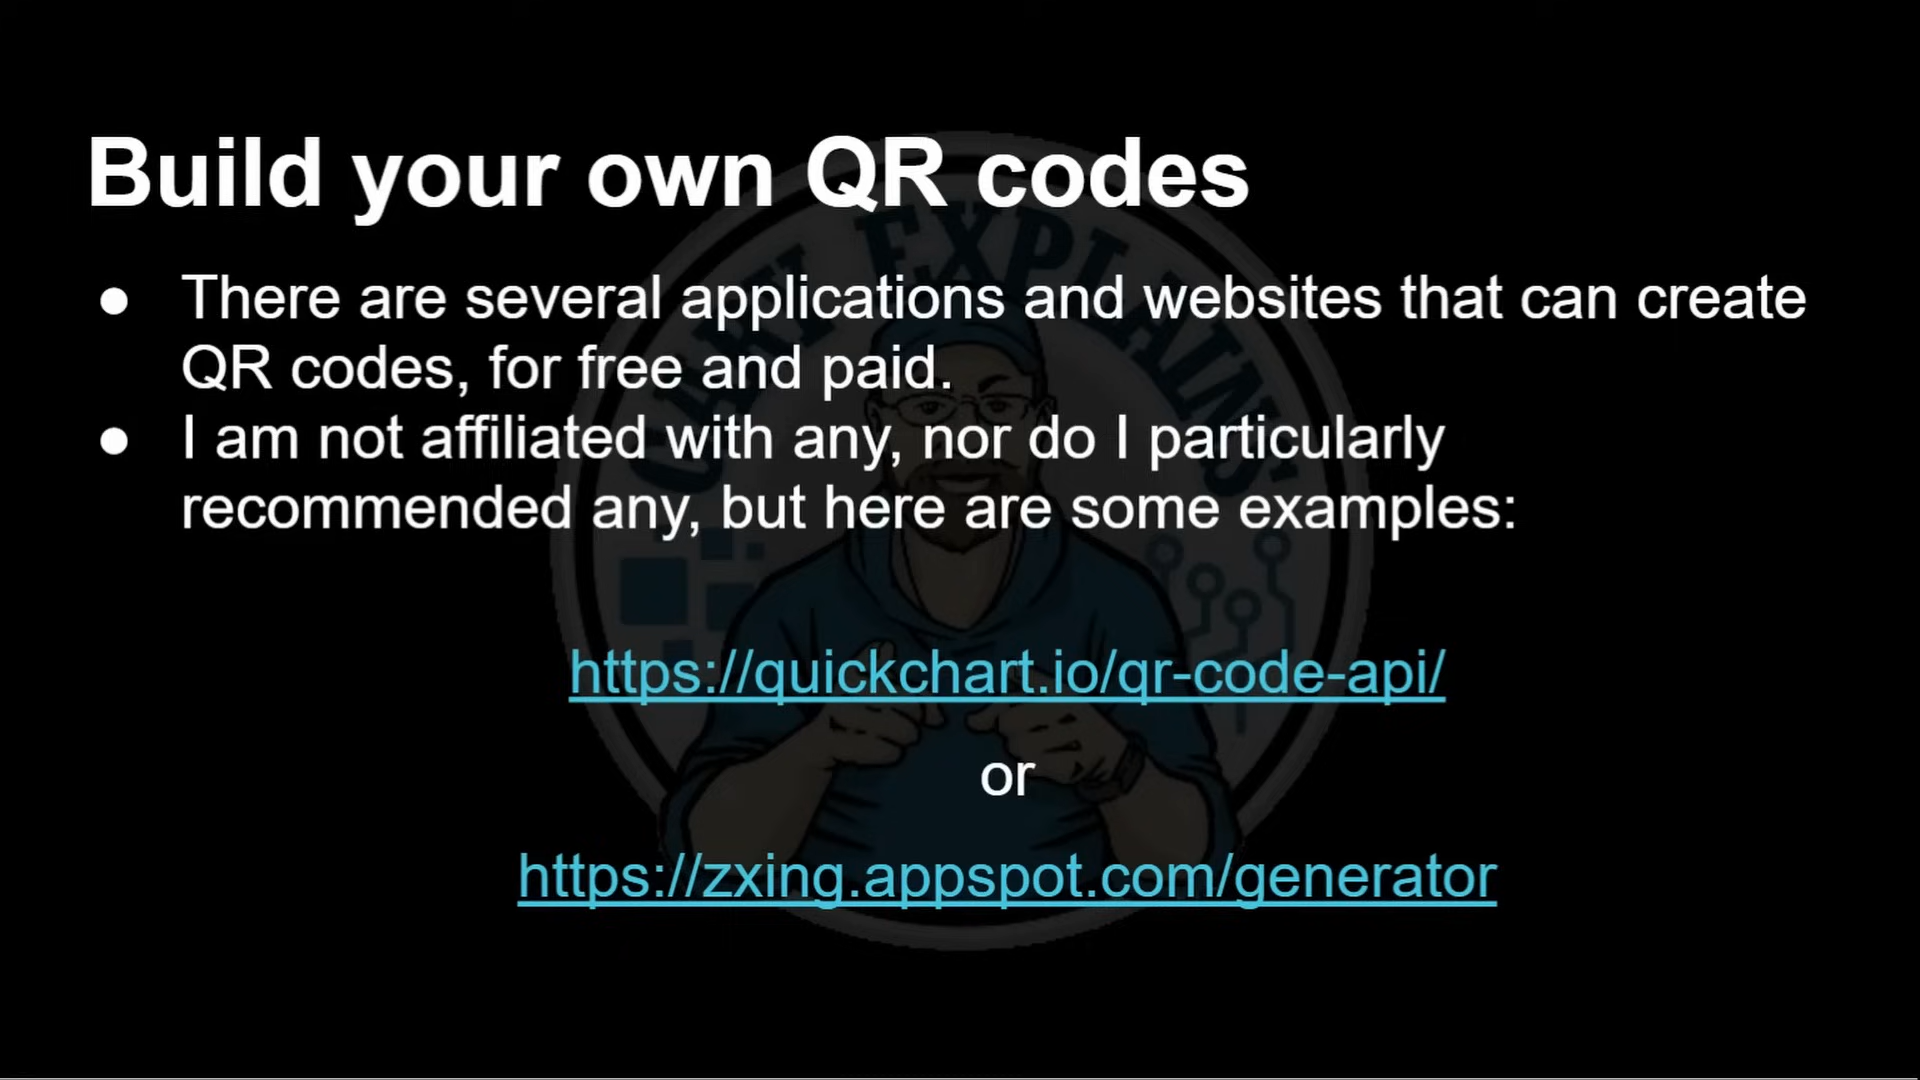 Build your own QR codes
GARY EXPLAINS
● There are several applications and websites that can create
QR codes, for free and paid.
● I am not affiliated with any, nor do I particularly
recommended any, but here are some examples:
https://quickchart.io/qr-code-api/
or
https://zxing.appspot.com/generator